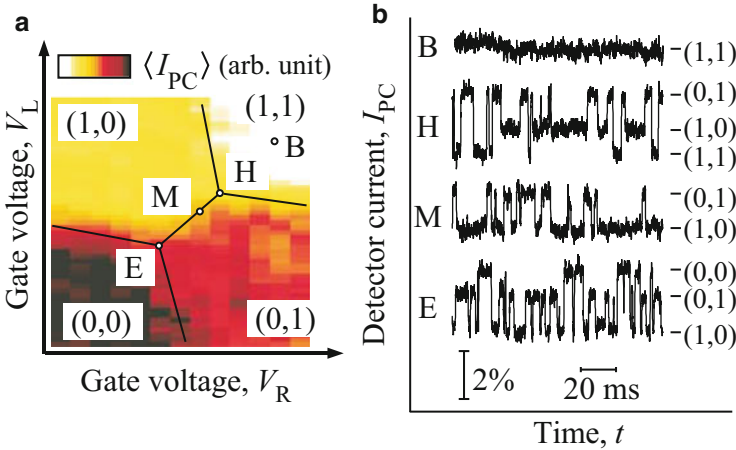 a
⟨I_PC⟩ (arb. unit)
Gate voltage, V_L
(1,0)
(1,1)
B
H
M
E
(0,0)
(0,1)
Gate voltage, V_R
b
Detector current, I_PC
B
(1,1)
H
(0,1)
(1,0)
(1,1)
M
(0,1)
(1,0)
E
(0,0)
(0,1)
(1,0)
2%
20 ms
Time, t